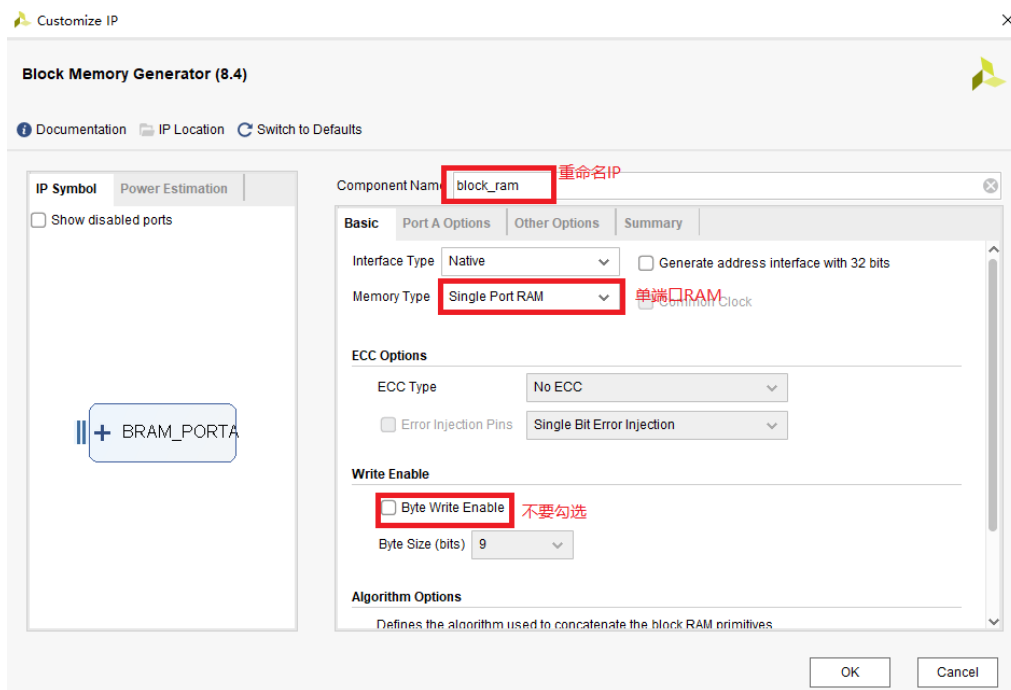 Customize IP
Block Memory Generator (8.4)
Documentation IP Location Switch to Defaults
IP Symbol Power Estimation
Show disabled ports
BRAM_PORTA
Component Name block_ram 重命名IP
Basic Port A Options Other Options Summary
Interface Type Native Generate address interface with 32 bits
Memory Type Single Port RAM 单端口RAM Common Clock
ECC Options
ECC Type No ECC
Error Injection Pins Single Bit Error Injection
Write Enable
Byte Write Enable 不要勾选
Byte Size (bits) 9
Algorithm Options
Defines the algorithm used to concatenate the block RAM primitives
OK Cancel